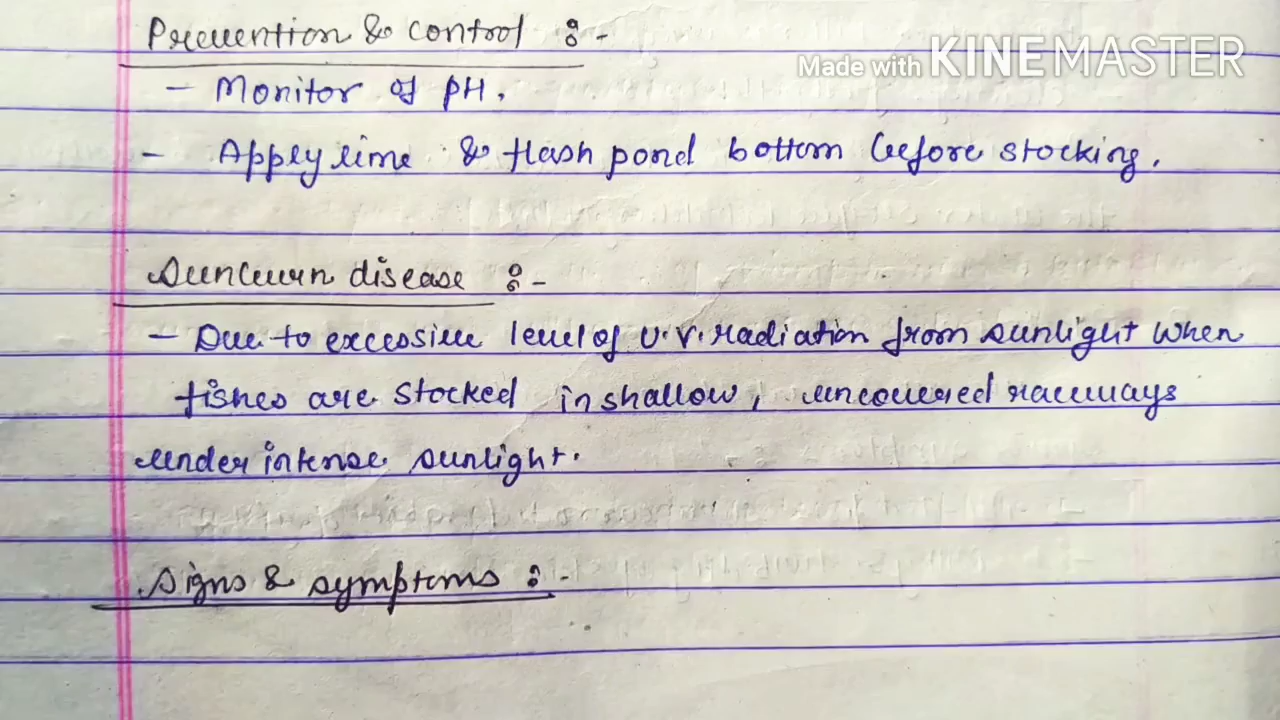 Prevention & control :-
Made with KINEMASTER
- Monitor of pH.
- Apply lime & flash pond bottom before stocking.
Sunburn disease :-
- Due to excessive level of U.V. radiation from sunlight when
fishes are stocked in shallow, uncovered raceways
under intense sunlight.
Signs & symptoms :-